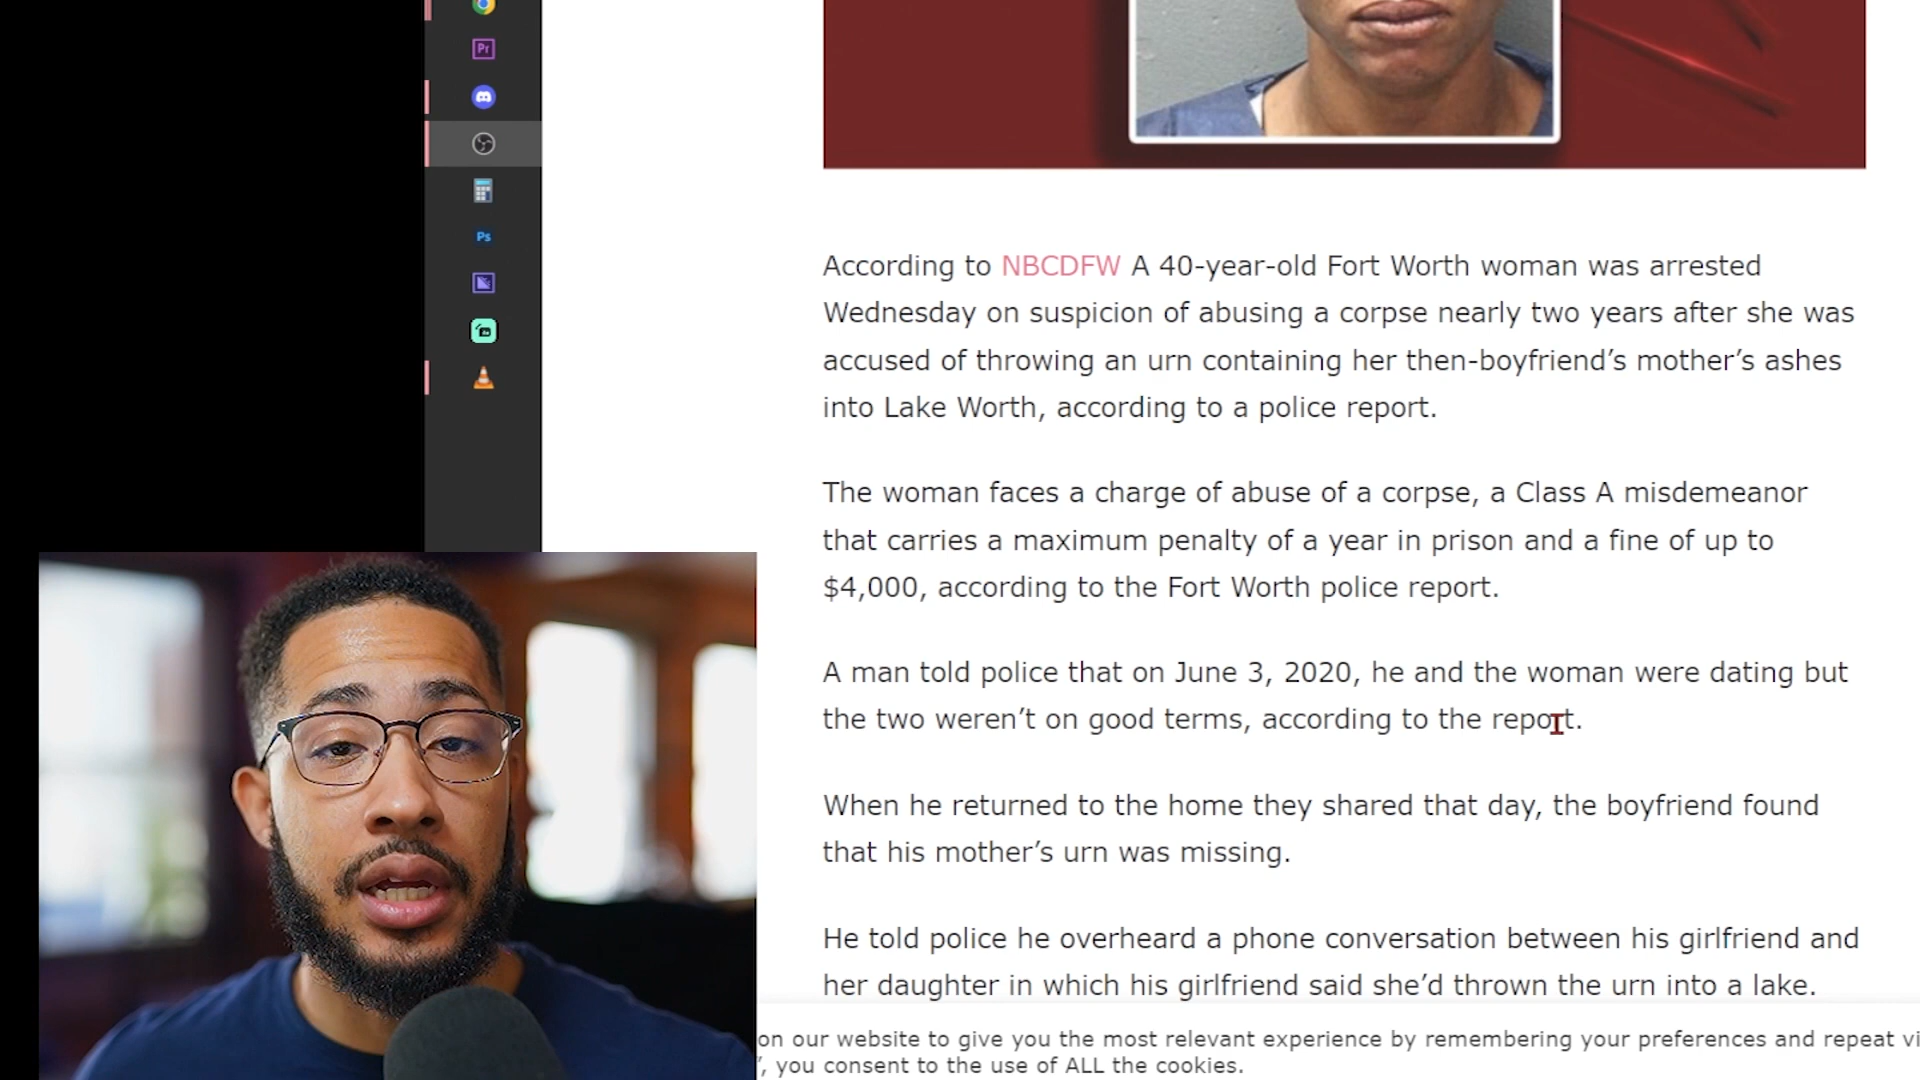 Pr
Ps
According to NBCDFW A 40-year-old Fort Worth woman was arrested
Wednesday on suspicion of abusing a corpse nearly two years after she was
accused of throwing an urn containing her then-boyfriend’s mother’s ashes
into Lake Worth, according to a police report.
The woman faces a charge of abuse of a corpse, a Class A misdemeanor
that carries a maximum penalty of a year in prison and a fine of up to
$4,000, according to the Fort Worth police report.
A man told police that on June 3, 2020, he and the woman were dating but
the two weren’t on good terms, according to the report.
When he returned to the home they shared that day, the boyfriend found
that his mother’s urn was missing.
He told police he overheard a phone conversation between his girlfriend and
her daughter in which his girlfriend said she’d thrown the urn into a lake.
on our website to give you the most relevant experience by remembering your preferences and repeat vi
”, you consent to the use of ALL the cookies.